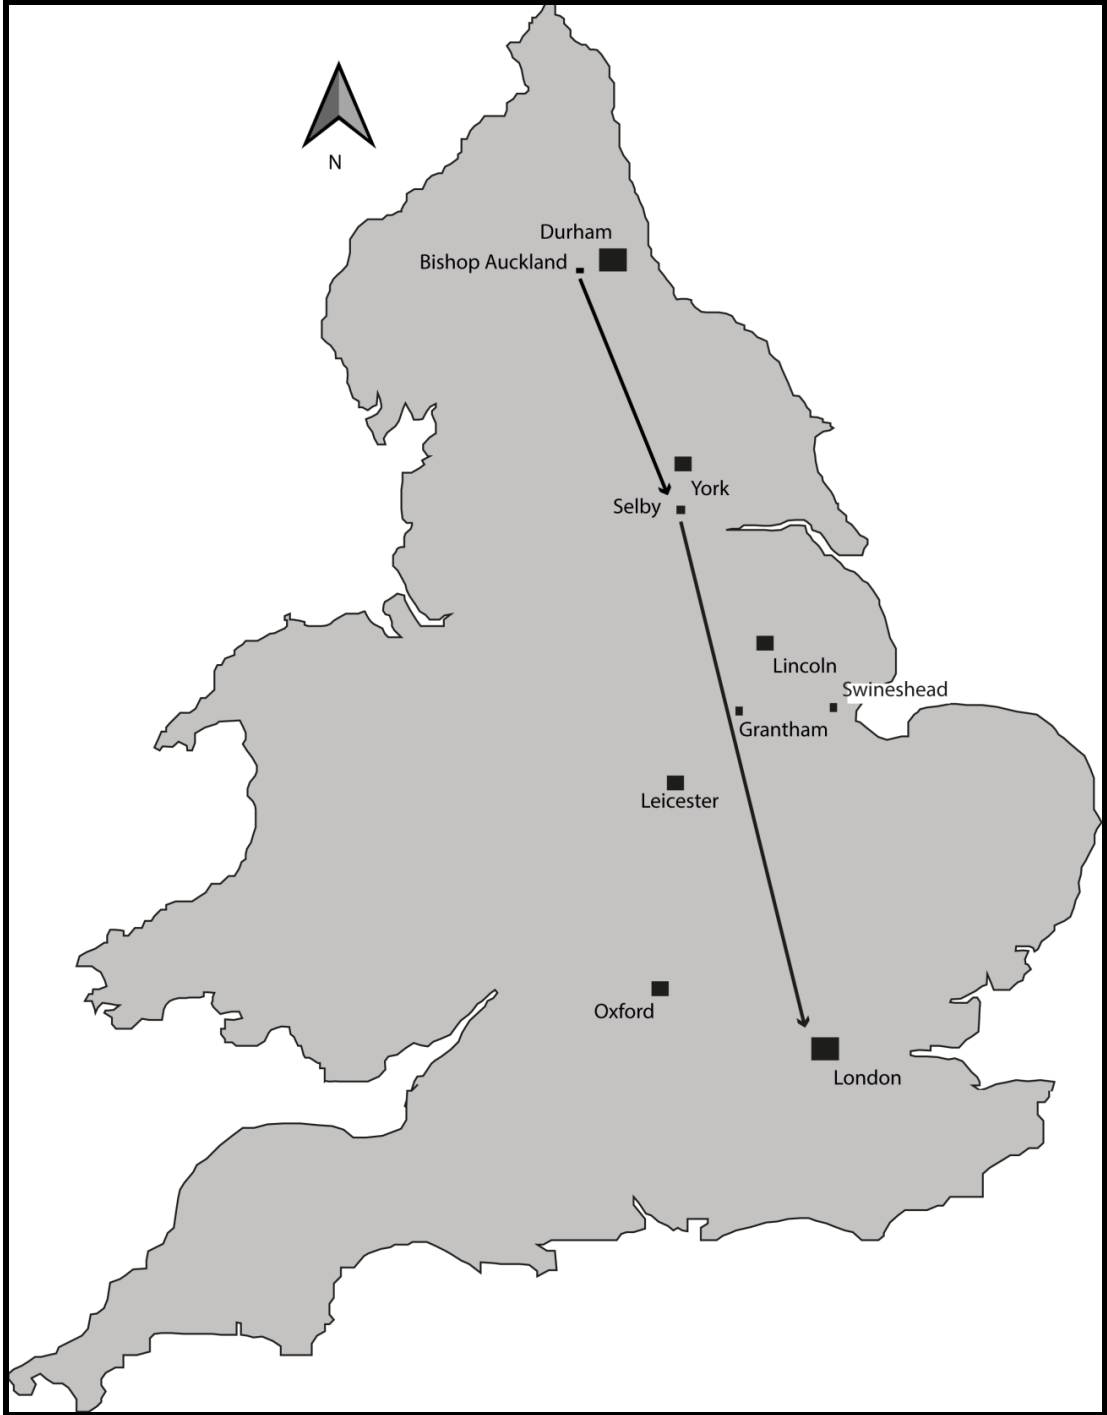 N
Durham
Bishop Auckland
York
Selby
Lincoln
Swineshead
Grantham
Leicester
Oxford
London